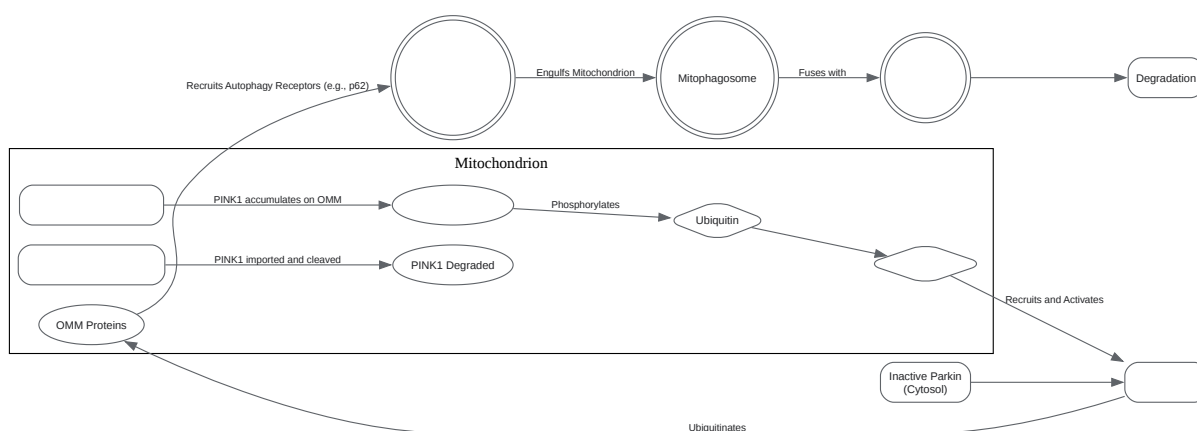 Recruits Autophagy Receptors (e.g., p62)
Engulfs Mitochondrion
Mitophagosome
Fuses with
Degradation
Mitochondrion
PINK1 accumulates on OMM
Phosphorylates
Ubiquitin
PINK1 imported and cleaved
PINK1 Degraded
Recruits and Activates
OMM Proteins
Inactive Parkin
(Cytosol)
Ubiquitinates